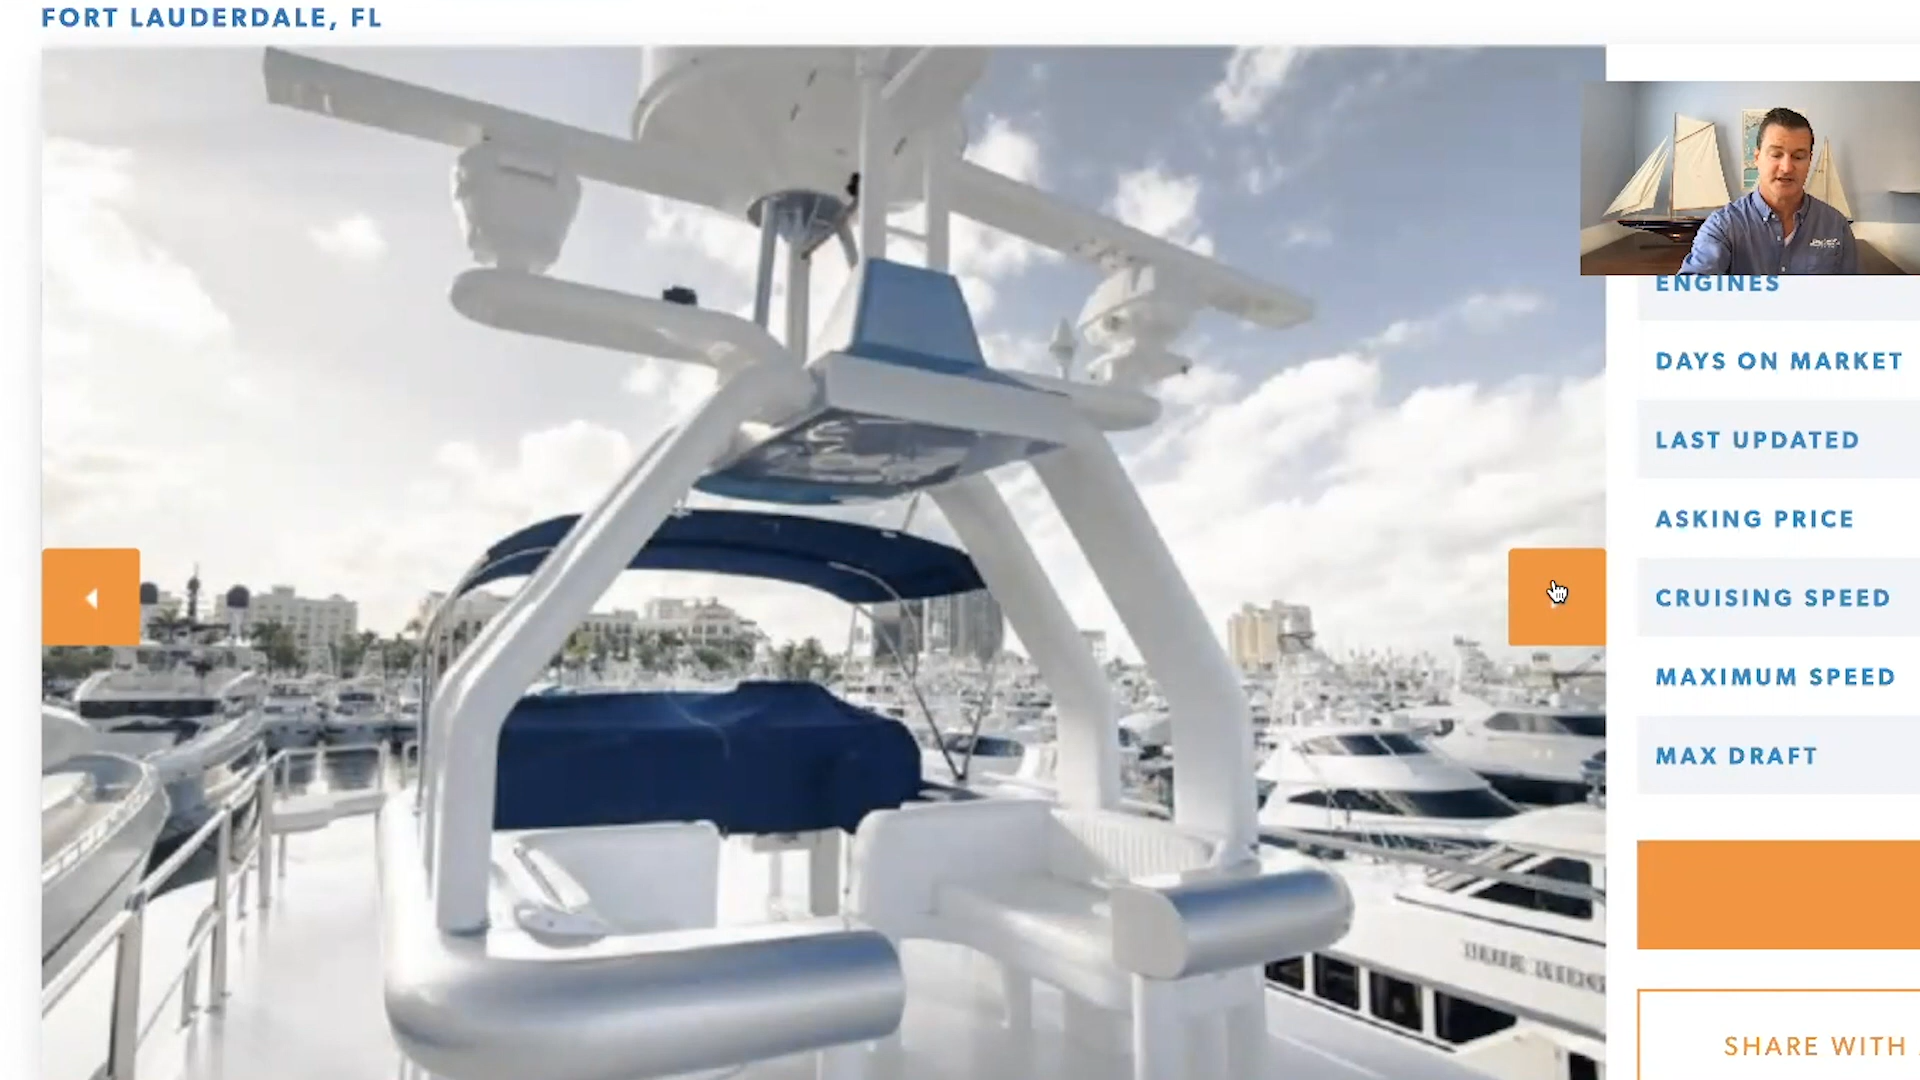 FORT LAUDERDALE, FL
ENGINES
DAYS ON MARKET
LAST UPDATED
ASKING PRICE
CRUISING SPEED
MAXIMUM SPEED
MAX DRAFT
SHARE WITH